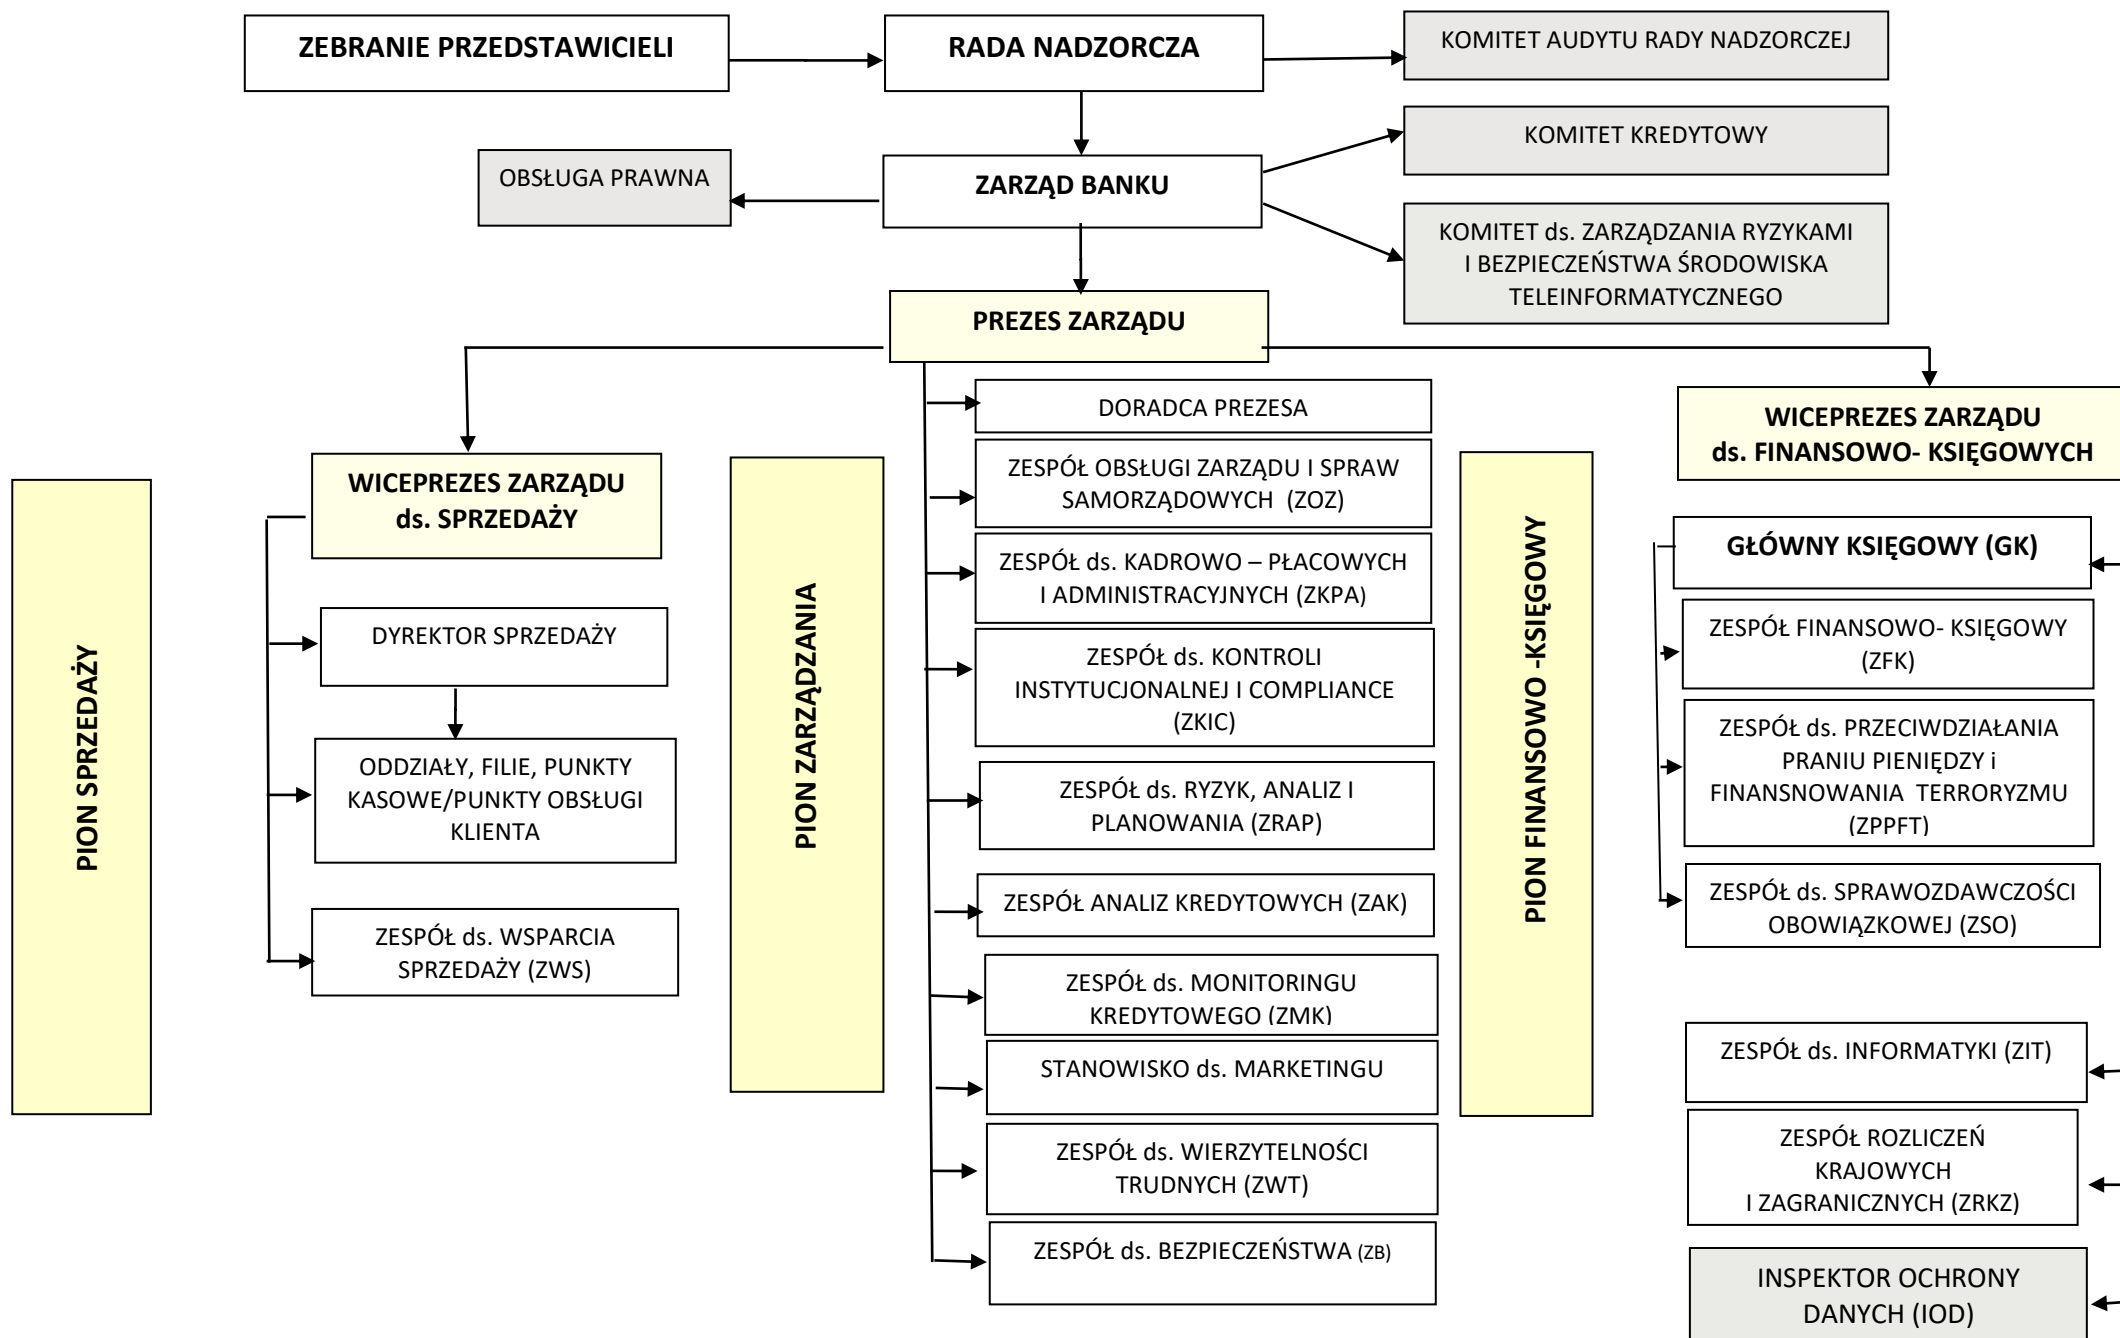 ZEBRANIE PRZEDSTAWICIELI
RADA NADZORCZA
KOMITET AUDYTU RADY NADZORCZEJ
KOMITET KREDYTOWY
OBSŁUGA PRAWNA
ZARZĄD BANKU
KOMITET ds. ZARZĄDZANIA RYZYKAMI
I BEZPIECZEŃSTWA ŚRODOWISKA
TELEINFORMATYCZNEGO
PREZES ZARZĄDU
PION SPRZEDAŻY
WICEPREZES ZARZĄDU
ds. SPRZEDAŻY
DYREKTOR SPRZEDAŻY
ODDZIAŁY, FILIE, PUNKTY
KASOWE/PUNKTY OBSŁUGI
KLIENTA
ZESPÓŁ ds. WSPARCIA
SPRZEDAŻY (ZWS)
PION ZARZĄDZANIA
DORADCA PREZESA
ZESPÓŁ OBSŁUGI ZARZĄDU I SPRAW
SAMORZĄDOWYCH (ZOZ)
ZESPÓŁ ds. KADROWO – PŁACOWYCH
I ADMINISTRACYJNYCH (ZKPA)
ZESPÓŁ ds. KONTROLI
INSTYTUCJONALNEJ I COMPLIANCE
(ZKIC)
ZESPÓŁ ds. RYZYK, ANALIZ I
PLANOWANIA (ZRAP)
ZESPÓŁ ANALIZ KREDYTOWYCH (ZAK)
ZESPÓŁ ds. MONITORINGU
KREDYTOWEGO (ZMK)
STANOWISKO ds. MARKETINGU
ZESPÓŁ ds. WIERZYTELNOŚCI
TRUDNYCH (ZWT)
ZESPÓŁ ds. BEZPIECZEŃSTWA (ZB)
PION FINANSOWO -KSIĘGOWY
WICEPREZES ZARZĄDU
ds. FINANSOWO- KSIĘGOWYCH
GŁÓWNY KSIĘGOWY (GK)
ZESPÓŁ FINANSOWO- KSIĘGOWY
(ZFK)
ZESPÓŁ ds. PRZECIWDZIAŁANIA
PRANIU PIENIĘDZY i
FINANSNOWANIA TERRORYZMU
(ZPPFT)
ZESPÓŁ ds. SPRAWOZDAWCZOŚCI
OBOWIĄZKOWEJ (ZSO)
ZESPÓŁ ds. INFORMATYKI (ZIT)
ZESPÓŁ ROZLICZEŃ
KRAJOWYCH
I ZAGRANICZNYCH (ZRKZ)
INSPEKTOR OCHRONY
DANYCH (IOD)